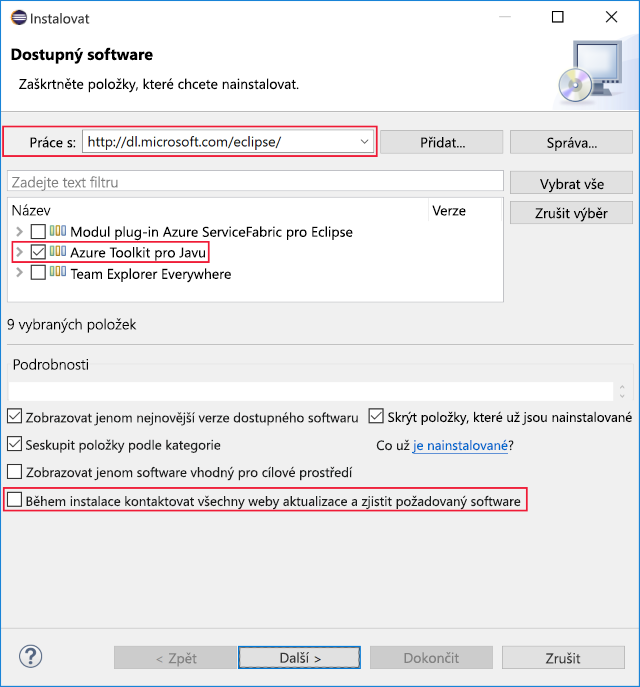 Instalovat
Dostupný software
Zaškrtněte položky, které chcete nainstalovat.
Práce s: http://dl.microsoft.com/eclipse/ Přidat... Správa...
Zadejte text filtru Vybrat vše
Název Verze Zrušit výběr
Modul plug-in Azure ServiceFabric pro Eclipse
Azure Toolkit pro Javu
Team Explorer Everywhere
9 vybraných položek
Podrobnosti
Zobrazovat jenom nejnovější verze dostupného softwaru Skrýt položky, které už jsou nainstalované
Seskupit položky podle kategorie Co už je nainstalované?
Zobrazovat jenom software vhodný pro cílové prostředí
Během instalace kontaktovat všechny weby aktualizace a zjistit požadovaný software
? < Zpět Další > Dokončit Zrušit